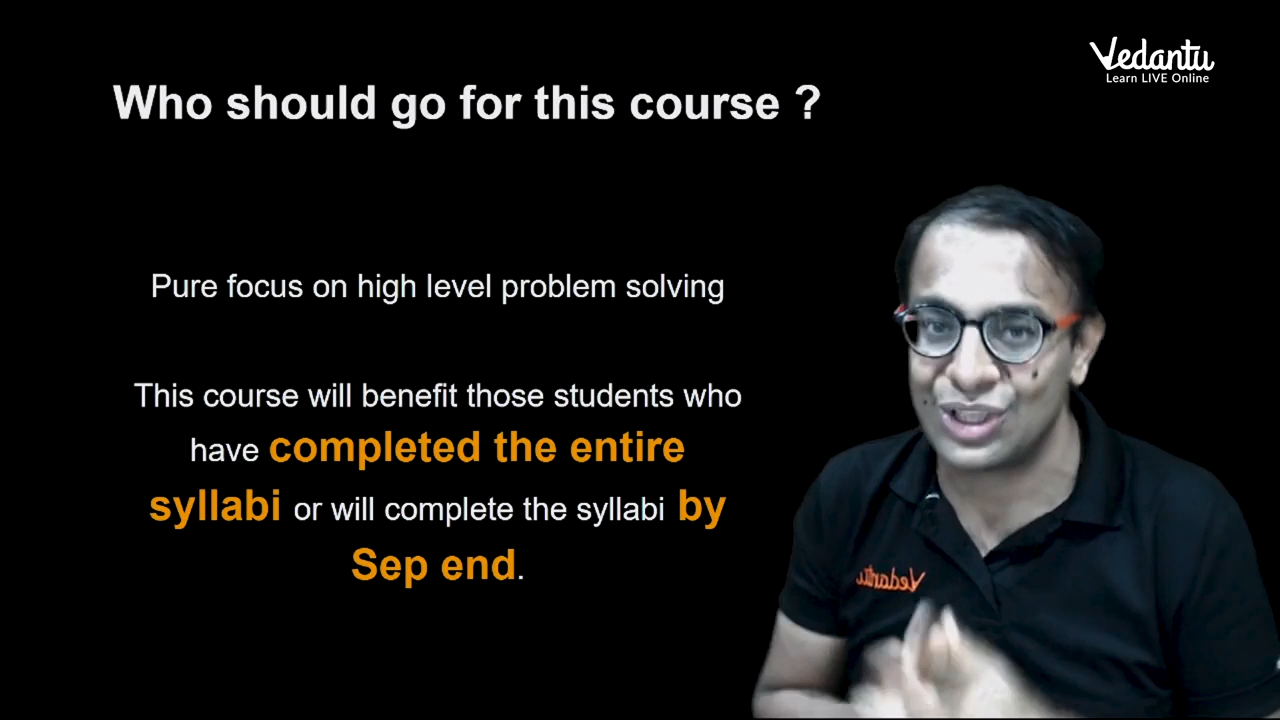 Vedantu
Learn LIVE Online
Who should go for this course ?
Pure focus on high level problem solving
This course will benefit those students who
have completed the entire
syllabi or will complete the syllabi by
Sep end.
Vedantu